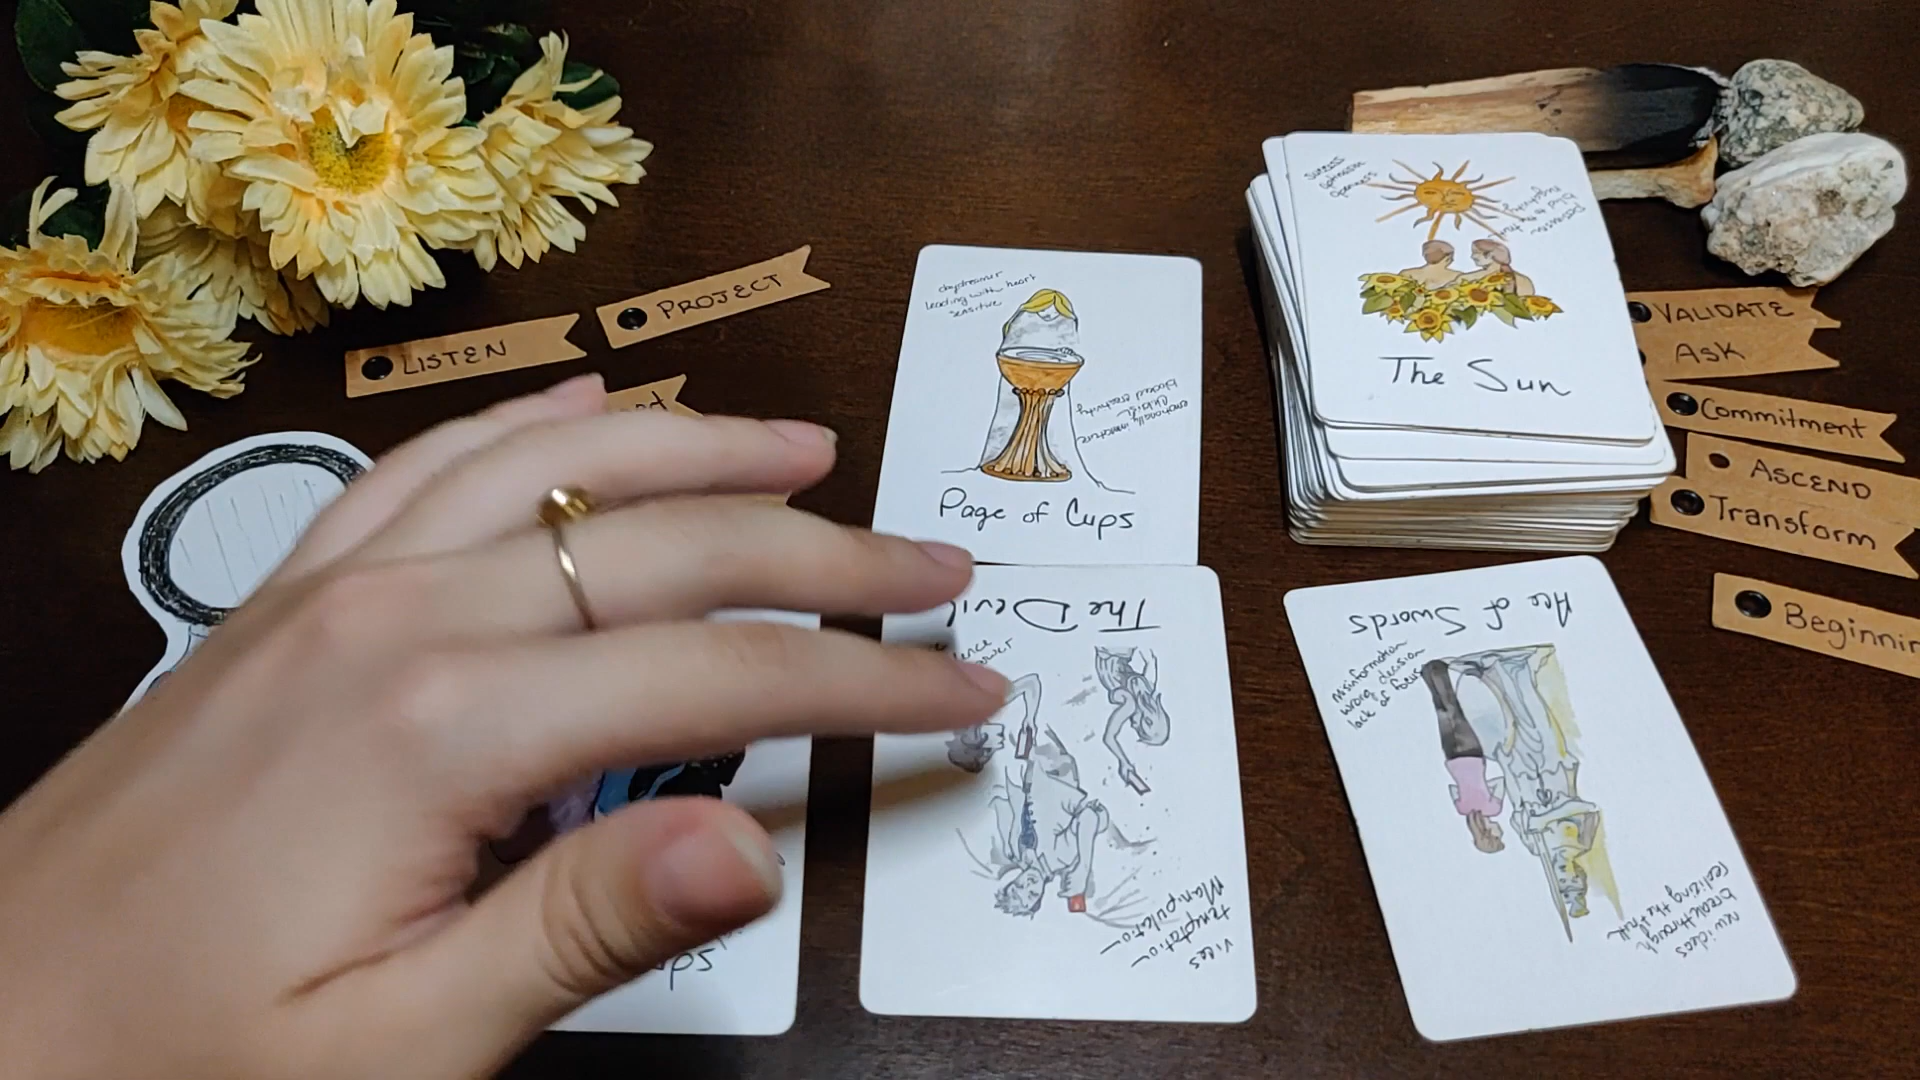 PROJECT
LISTEN
daydreamer
leading with heart
sensitive
emotionally immature
blocked creativity
Page of Cups
success
The Sun
VALIDATE
ASK
Commitment
ASCEND
Transform
Beginnin
The Devil
vices
temptation
Manipulation
Ace of Swords
misinformation
wrong decision
lack of focus
new ideas
breakthrough
realizing the truth